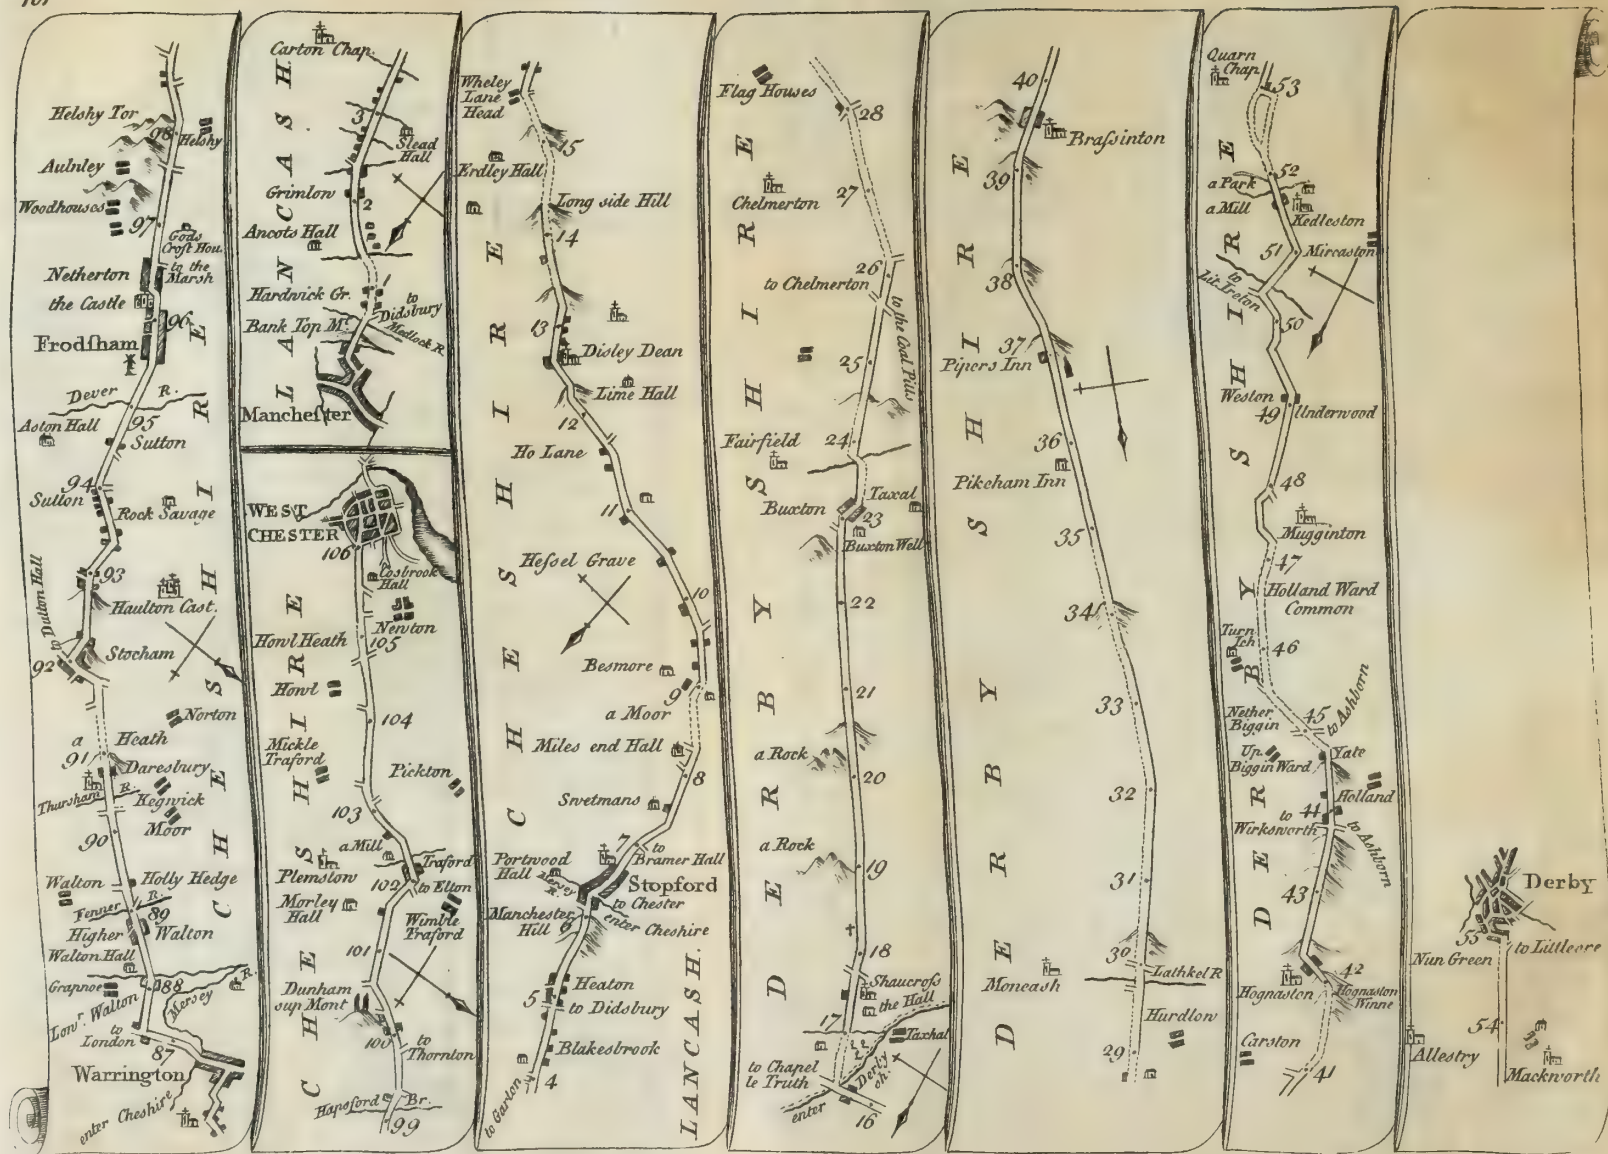 Helshy Tor
98
Helshy
Aulnley
Woodhouses
97
Gods
Croft Hou.
to the
Marsh
Netherton
the Castle
96
Frodſham
Dever R.
95
Aston Hall
Sutton
94
Sutton
Rock Savage
93
to Dutton Hall
Haulton Cast.
Stocham
92
Norton
a Heath
91
Daresbury
Thursham R.
Kegwick
Moor
90
Walton
Holly Hedge
Fenner R.
89
Higher Walton
Walton Hall
Grapnoe
88
Low.r Walton
Mersey R.
to
London
87
Warrington
enter Cheshire
CHESHIRE
Carton Chap.
3
Slead
Hall
Grimlow
2
Ancots Hall
1
Hardwick Gr.
to
Didsbury
Bank Top M.
Medlock R.
Mancheſter
LANCASH
WEST
CHESTER
106
Cosbrook
Hall
Newton
Howl Heath
105
Howl
104
Mickle
Traford
Pickton
103
a Mill
Plemstow
Traford
102
to Elton
Morley
Hall
Wimble
Traford
101
Dunham
sup Mont
100
to
Thornton
Hapsford Br.
99
CHESHIRE
Wheley
Lane
Head
15
Erdley Hall
Long side Hill
14
13
Disley Dean
Lime Hall
12
Ho Lane
11
Heſsel Grave
10
Besmore
9
a Moor
Miles end Hall
8
Swetmans
7
to
Bramer Hall
Portwood
Hall
Mersey
R.
Stopford
to Chester
Manchester
Hill
6
enter Cheshire
Heaton
5
to Didsbury
Blakesbrook
4
to Garton
CHESHIRE
LANCASH.
Flag Houses
28
Chelmerton
27
26
to Chelmerton
to the Coal Pitts
25
Fairfield
24
Taxal
Buxton
23
Buxton Well
22
21
a Rock
20
a Rock
19
18
Shaucroſs
the Hall
17
Taxhal
to Chapel
le Truth
enter Derby
sh.
16
DERBYSHIRE
40
Braſsinton
39
38
37
Pipers Inn
36
Pikeham Inn
35
34
33
32
31
30
Lathkel R
Moneash
Hurdlow
29
DERBYSHIRE
Quarn
Chap.
53
52
a Park
a Mill
Kedleston
Mircaston
51
to
Lit. Ireton
50
Weston
49
Underwood
48
Mugginton
47
Holland Ward
Common
Turn
Ich
46
to Ashborn
45
Nether
Biggin
Up.
Biggin Ward
Yate
Holland
44
to
Wirksworth
to Ashborn
43
42
Hognaston
Hognaston
Winne
Carston
41
DERBYSHIRE
Derby
55
to Littleore
Nun Green
54
Allestry
Mackworth